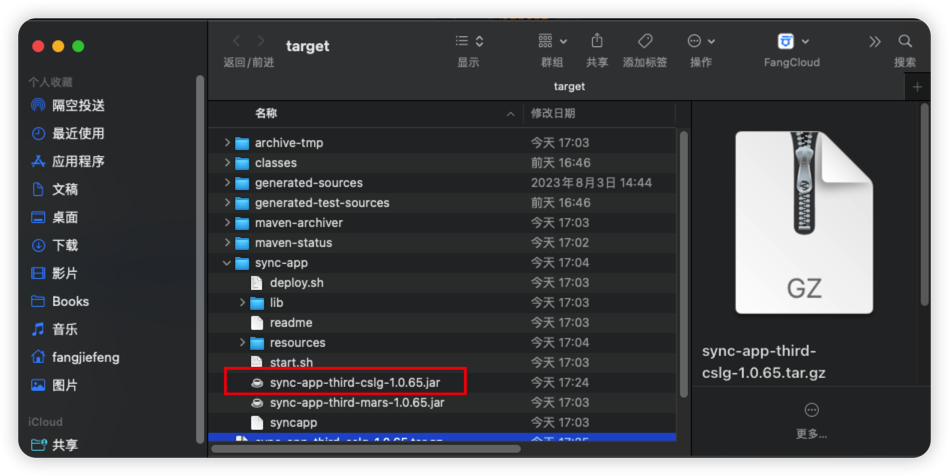 target
返回/前进
显示
群组
共享
添加标签
操作
FangCloud
搜索
target
个人收藏
隔空投送
最近使用
应用程序
文稿
桌面
下载
影片
Books
音乐
fangjiefeng
图片
iCloud
共享
名称 修改日期
archive-tmp 今天 17:03
classes 前天 16:46
generated-sources 2023年8月3日 14:44
generated-test-sources 前天 16:46
maven-archiver 今天 17:03
maven-status 今天 17:02
sync-app 今天 17:04
deploy.sh 今天 17:03
lib 今天 17:03
readme 今天 17:03
resources 今天 17:04
start.sh 今天 17:03
sync-app-third-cslg-1.0.65.jar 今天 17:24
sync-app-third-mars-1.0.65.jar 今天 17:03
syncapp 今天 17:03
sync-app-third-cslg-1.0.65.tar.gz
GZ
sync-app-third-
cslg-1.0.65.tar.gz
更多...